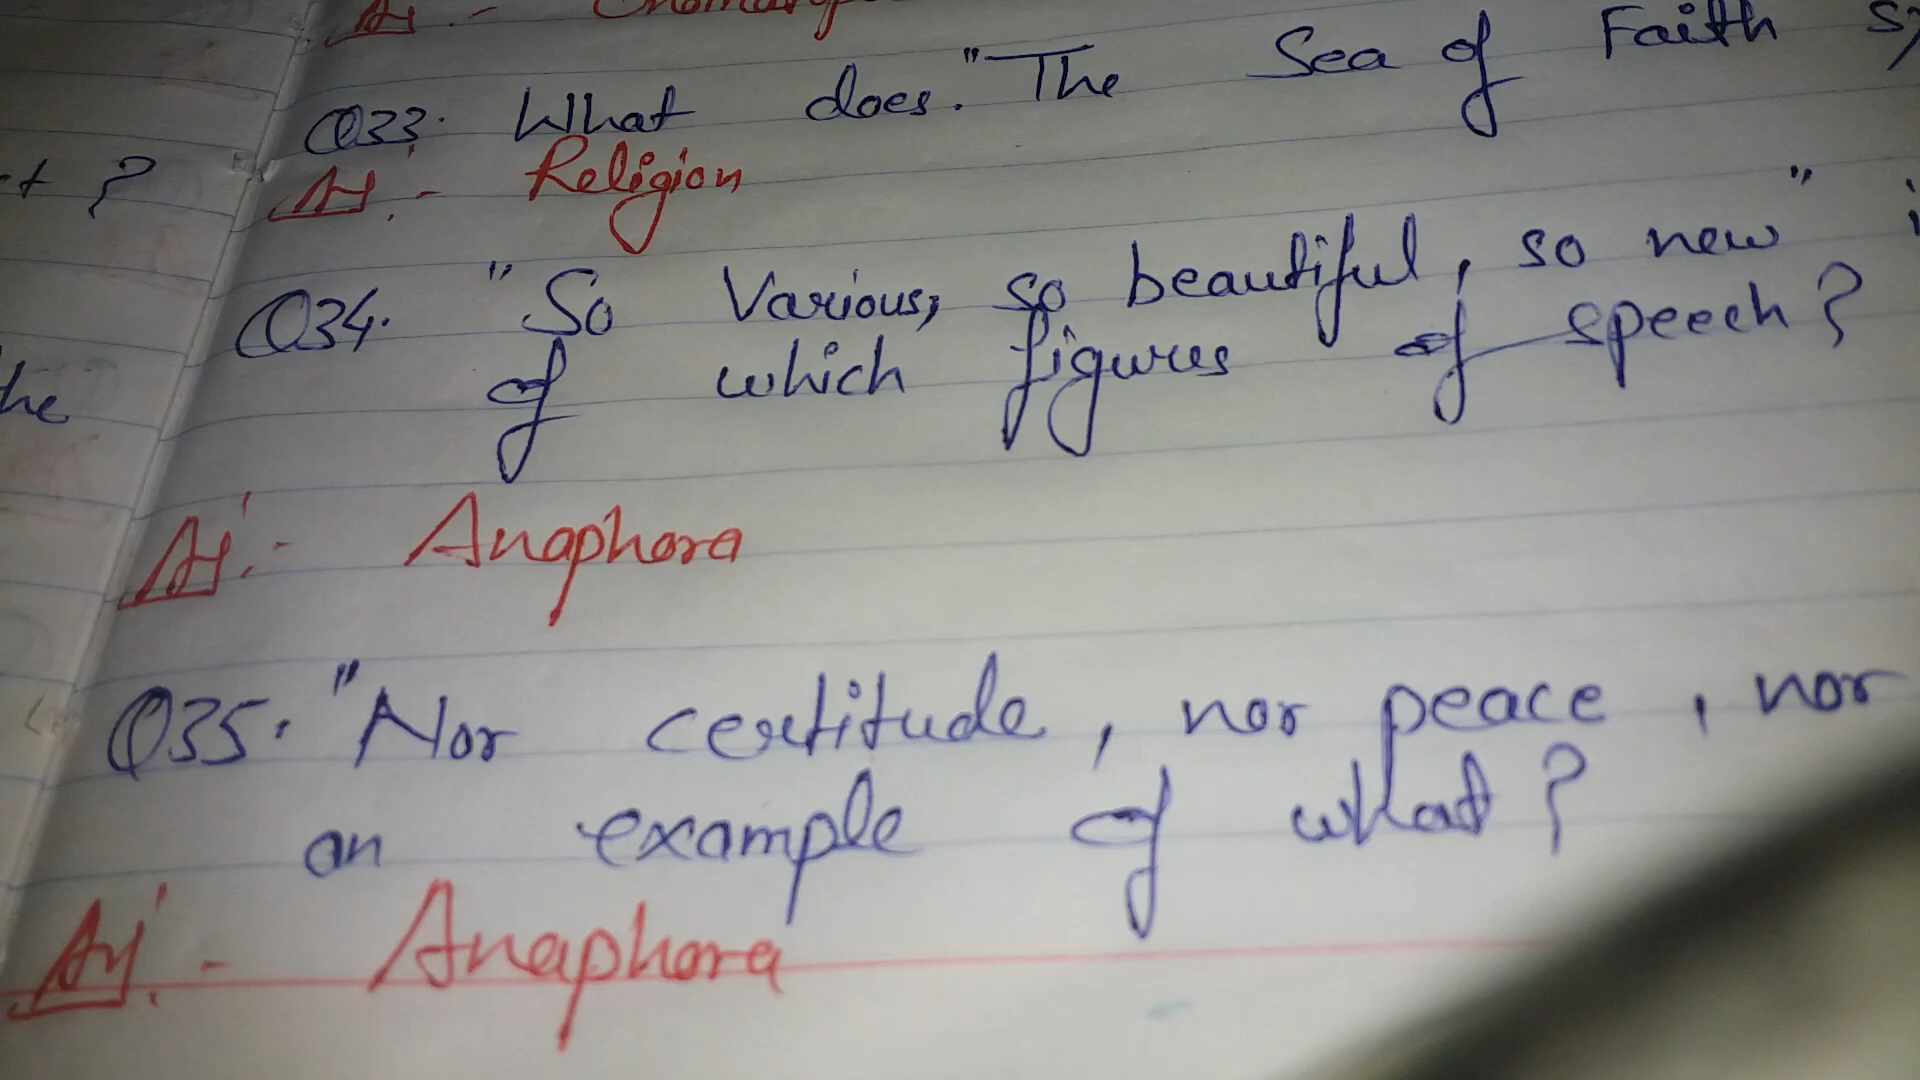 Q33. What does. "The Sea of Faith
Ans:- Religion
Q34. "So Various, so beautiful, so new"
of which figures of speech?
Ans:- Anaphora
Q35. "Nor certitude, nor peace, nor
an example of what?
Ans:- Anaphora
t ?
he